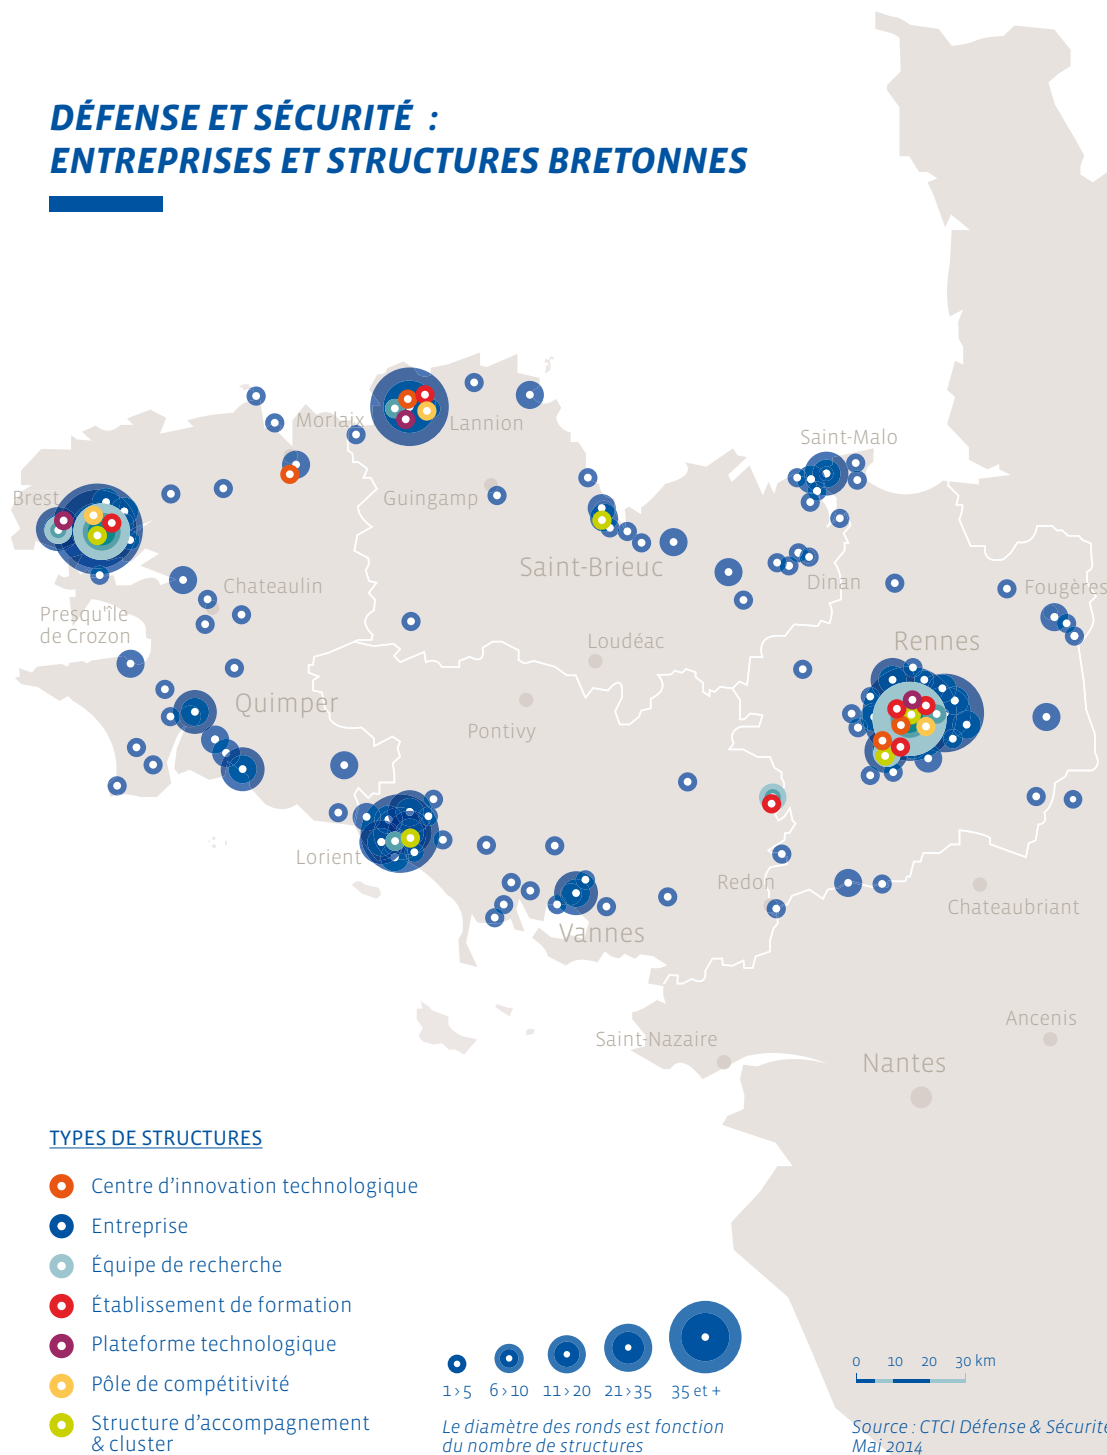 DÉFENSE ET SÉCURITÉ :
ENTREPRISES ET STRUCTURES BRETONNES
Saint-Malo
Morlaix
Lannion
Brest
Guingamp
Saint-Brieuc
Dinan
Fougères
Chateaulin
Presqu'île
de Crozon
Loudéac
Rennes
Quimper
Pontivy
Lorient
Redon
Chateaubriant
Vannes
Ancenis
Saint-Nazaire
Nantes
TYPES DE STRUCTURES
Centre d'innovation technologique
Entreprise
Équipe de recherche
Établissement de formation
Plateforme technologique
Pôle de compétitivité
Structure d'accompagnement
& cluster
1 › 5 6 › 10 11 › 20 21 › 35 35 et +
Le diamètre des ronds est fonction
du nombre de structures
0 10 20 30 km
Source : CTCI Défense & Sécurité
Mai 2014